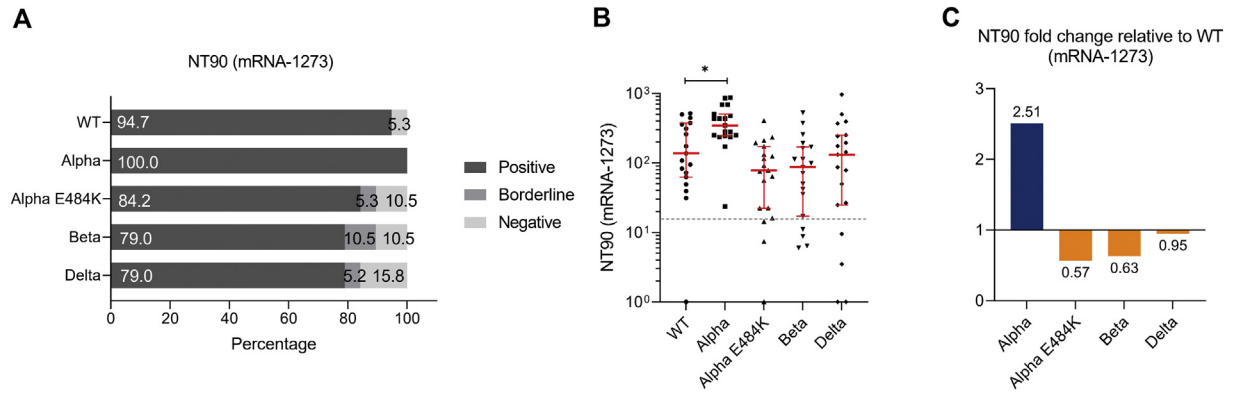 A
NT90 (mRNA-1273)
WT
94.7
5.3
Alpha
100.0
Alpha E484K
84.2
5.3
10.5
Beta
79.0
10.5
10.5
Delta
79.0
5.2
15.8
0
20
40
60
80
100
Percentage
Positive
Borderline
Negative
B
*
NT90 (mRNA-1273)
10³
10²
10¹
10⁰
WT
Alpha
Alpha E484K
Beta
Delta
C
NT90 fold change relative to WT
(mRNA-1273)
3
2
1
0
2.51
0.57
0.63
0.95
Alpha
Alpha E484K
Beta
Delta